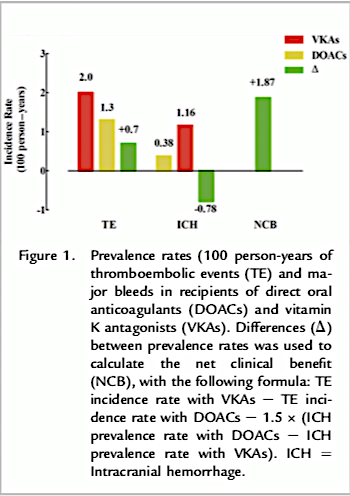 VKAs
DOACs
Δ
Incidence Rate
(100 person-years)
3
2
1
0
-1
2.0
1.3
+0.7
0.38
1.16
-0.78
+1.87
TE
ICH
NCB
Figure 1. Prevalence rates (100 person-years of
thromboembolic events (TE) and ma-
jor bleeds in recipients of direct oral
anticoagulants (DOACs) and vitamin
K antagonists (VKAs). Differences (Δ)
between prevalence rates was used to
calculate the net clinical benefit
(NCB), with the following formula: TE
incidence rate with VKAs − TE inci-
dence rate with DOACs − 1.5 × (ICH
prevalence rate with DOACs − ICH
prevalence rate with VKAs). ICH =
Intracranial hemorrhage.